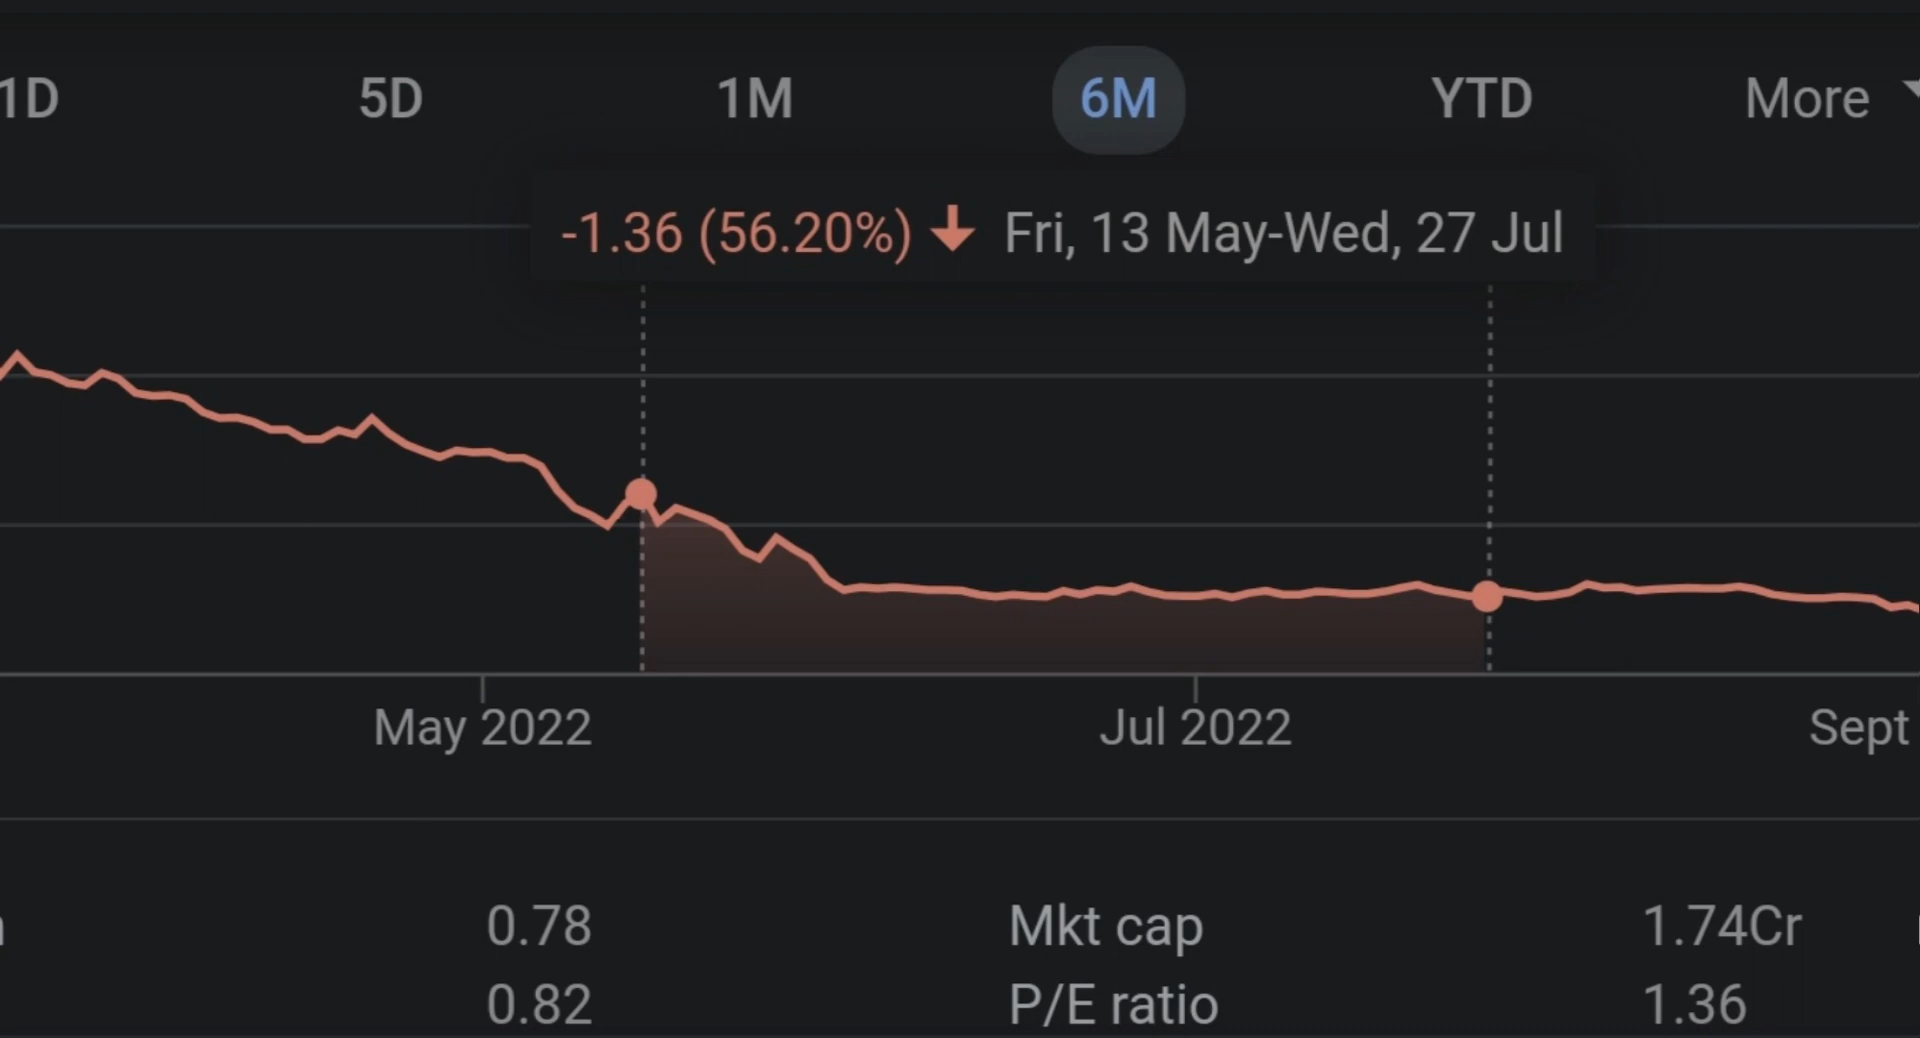 1D 5D 1M 6M YTD More
-1.36 (56.20%) Fri, 13 May-Wed, 27 Jul
May 2022 Jul 2022 Sept
0.78 Mkt cap 1.74Cr
0.82 P/E ratio 1.36